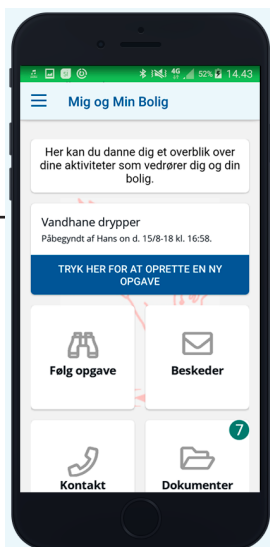 4G 52% 14.43
Mig og Min Bolig
Her kan du danne dig et overblik over
dine aktiviteter som vedrører dig og din
bolig.
Vandhane drypper
Påbegyndt af Hans on d. 15/8-18 kl. 16:58.
TRYK HER FOR AT OPRETTE EN NY
OPGAVE
Følg opgave
Beskeder
7
Kontakt
Dokumenter